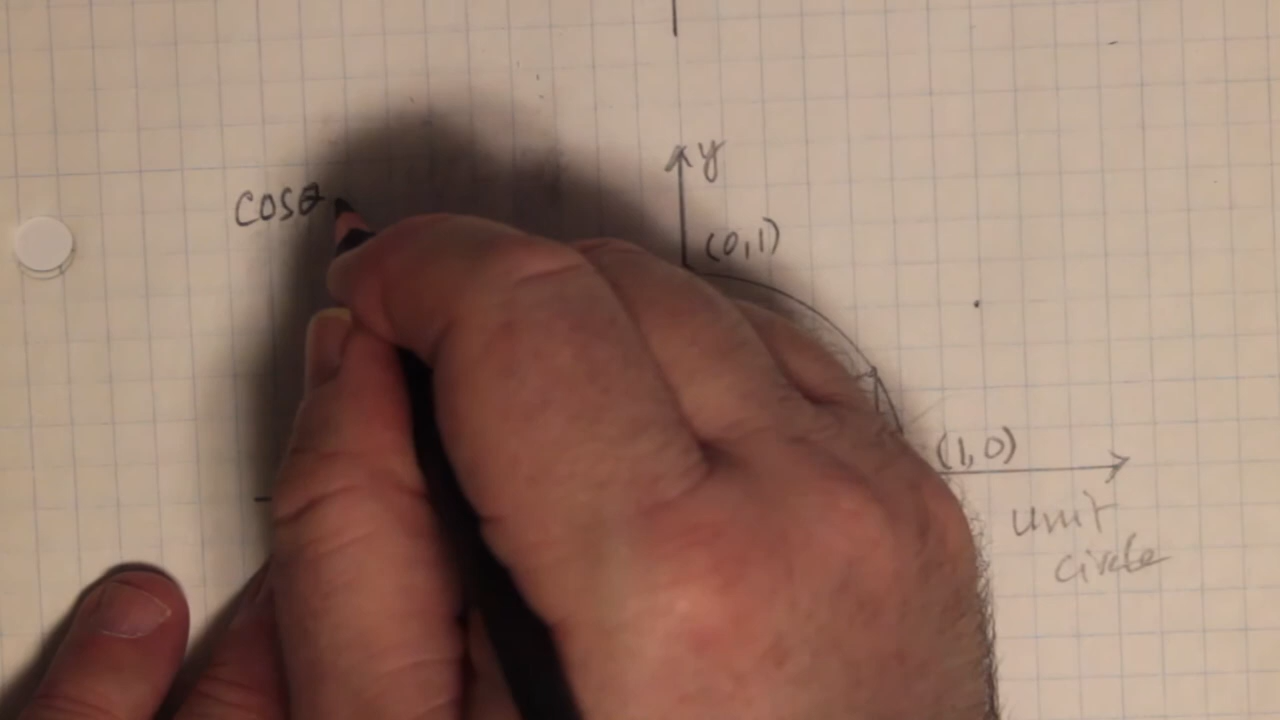 y
cosθ
(0,1)
(1,0)
unit
circle